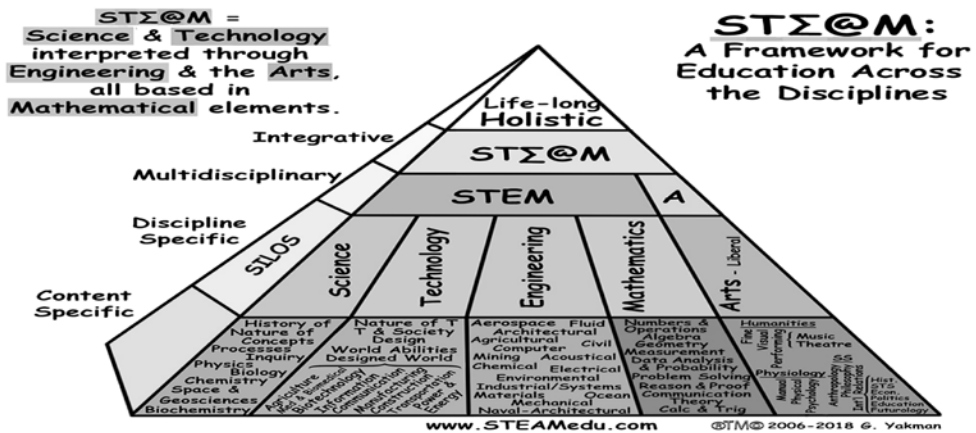 STΣ@M =
Science & Technology
interpreted through
Engineering & the Arts,
all based in
Mathematical elements.
STΣ@M:
A Framework for
Education Across
the Disciplines
Life-long
Holistic
Integrative
STΣ@M
Multidisciplinary
STEM
A
Discipline
Specific
SILOS
Science
Technology
Engineering
Mathematics
Arts - Liberal
Content
Specific
History of
Nature of
Concepts
Processes
Inquiry
Physics
Biology
Chemistry
Space &
Geosciences
Biochemistry
Nature of T
T & Society
Design
World Abilities
Designed World
Agriculture
Med & Biomedical
Biotechnology
Information
Communication
Manufacturing
Construction
Transportation
Power &
Energy
Aerospace Fluid
Architectural
Agricultural Civil
Computer
Mining Acoustical
Chemical Electrical
Environmental
Industrial/Systems
Materials Ocean
Mechanical
Naval-Architectural
Numbers &
Operations
Algebra
Geometry
Measurement
Data Analysis
& Probability
Problem Solving
Reason & Proof
Communication
Theory
Calc & Trig
Humanities
Fine
Visual
Performing
Music
Theatre
Physiology
Manual
Physical
Psychology
Anthropology
Philosophy
Int'l Relations
Hist.
STS
Politics
Education
Futurology
www.STEAMedu.com
®TM© 2006-2018 G. Yakman